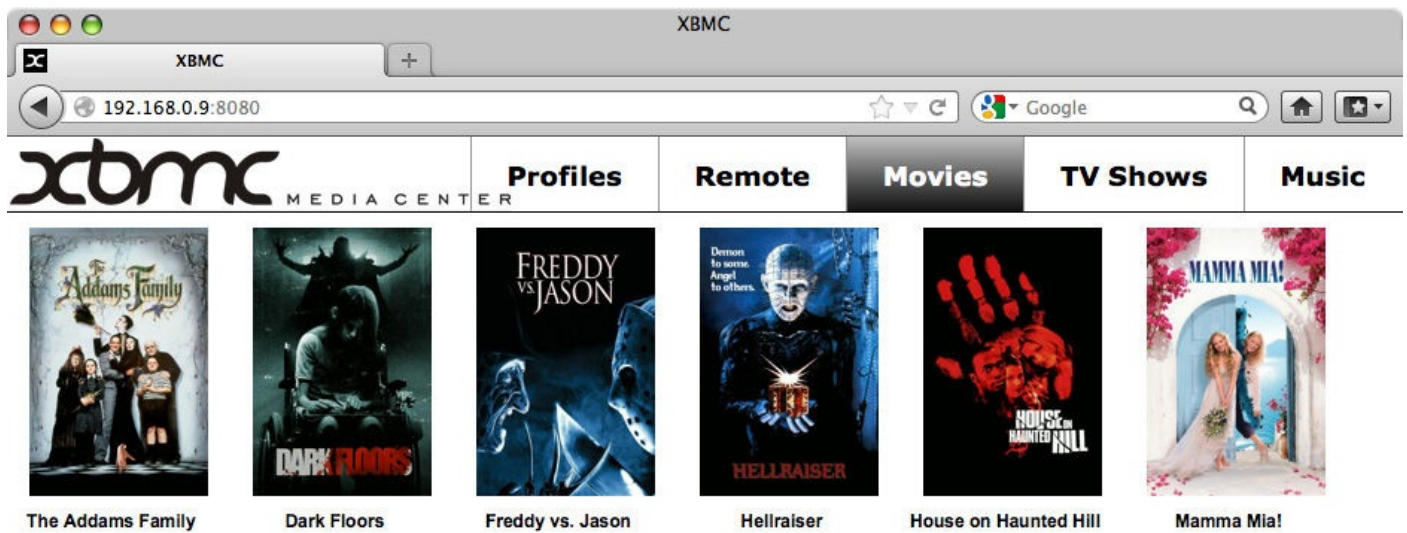 XBMC
XBMC
192.168.0.9:8080
Google
xbmc MEDIA CENTER
Profiles
Remote
Movies
TV Shows
Music
The Addams Family
DARK FLOORS
FREDDY VS. JASON
Demon
to some.
Angel
to others.
HELLRAISER
HOUSE ON
HAUNTED HILL
MAMMA MIA!
The Addams Family
Dark Floors
Freddy vs. Jason
Hellraiser
House on Haunted Hill
Mamma Mia!